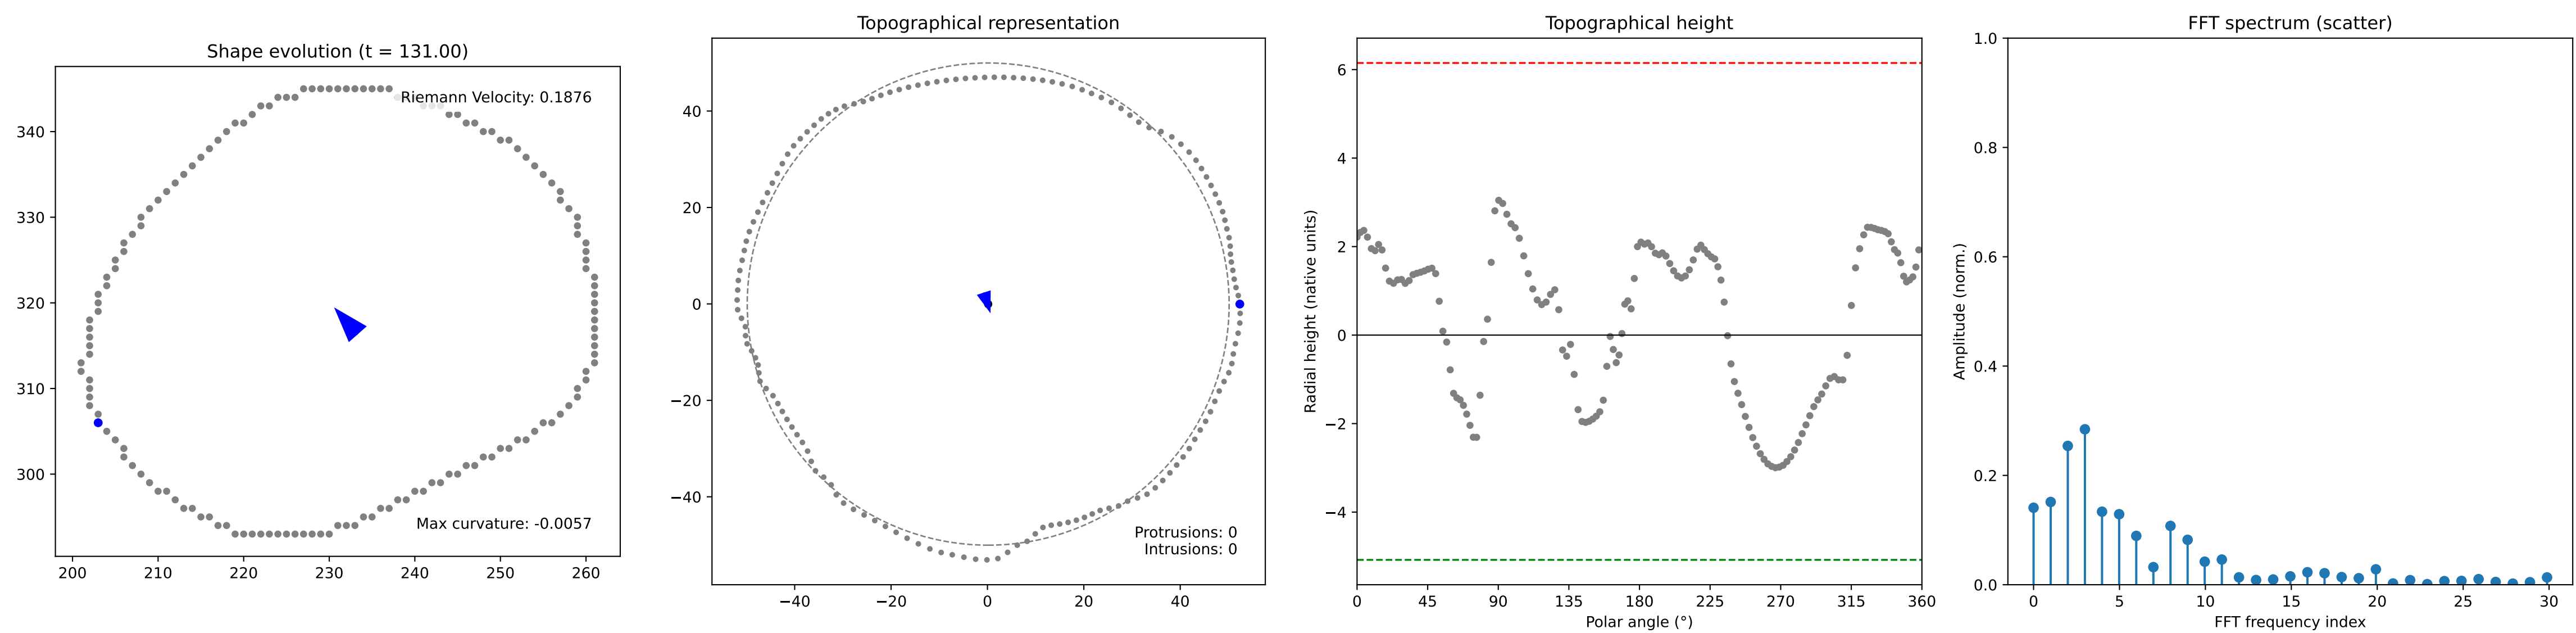 Shape evolution (t = 131.00)
Riemann Velocity: 0.1876
Max curvature: -0.0057
340
330
320
310
300
200 210 220 230 240 250 260
Topographical representation
40
20
0
−20
−40
−40 −20 0 20 40
Protrusions: 0
Intrusions: 0
Topographical height
Radial height (native units)
6
4
2
0
−2
−4
0 45 90 135 180 225 270 315 360
Polar angle (°)
FFT spectrum (scatter)
Amplitude (norm.)
1.0
0.8
0.6
0.4
0.2
0.0
0 5 10 15 20 25 30
FFT frequency index